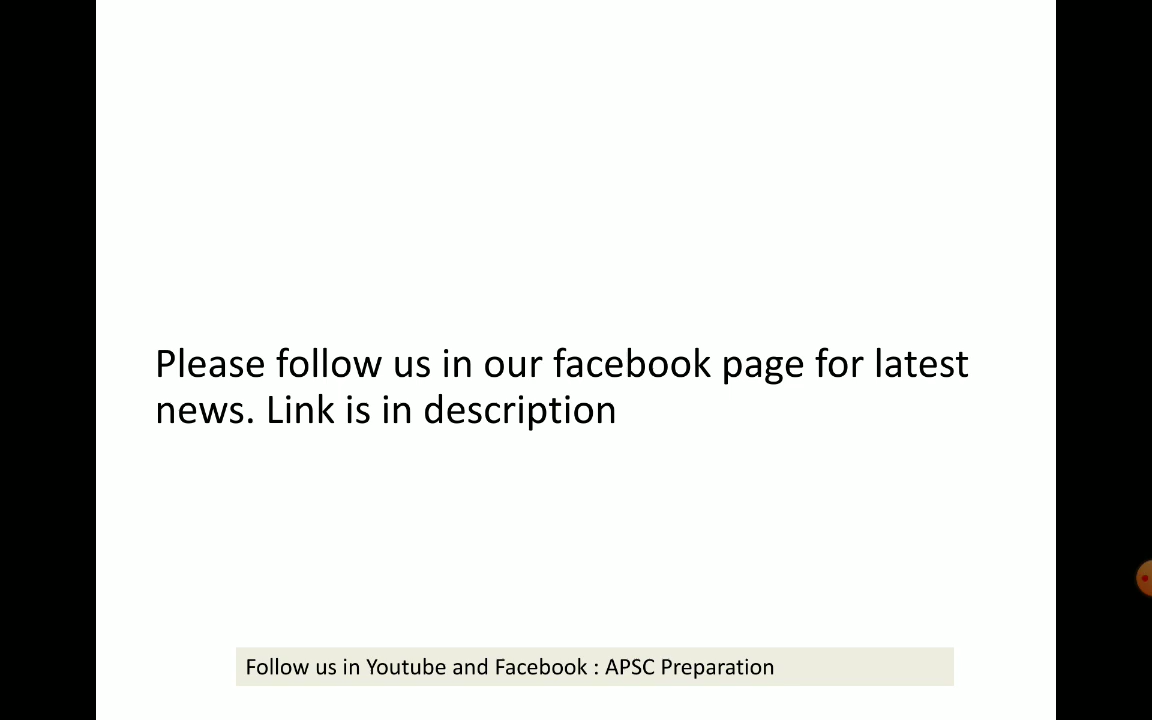 Please follow us in our facebook page for latest
news. Link is in description
Follow us in Youtube and Facebook : APSC Preparation